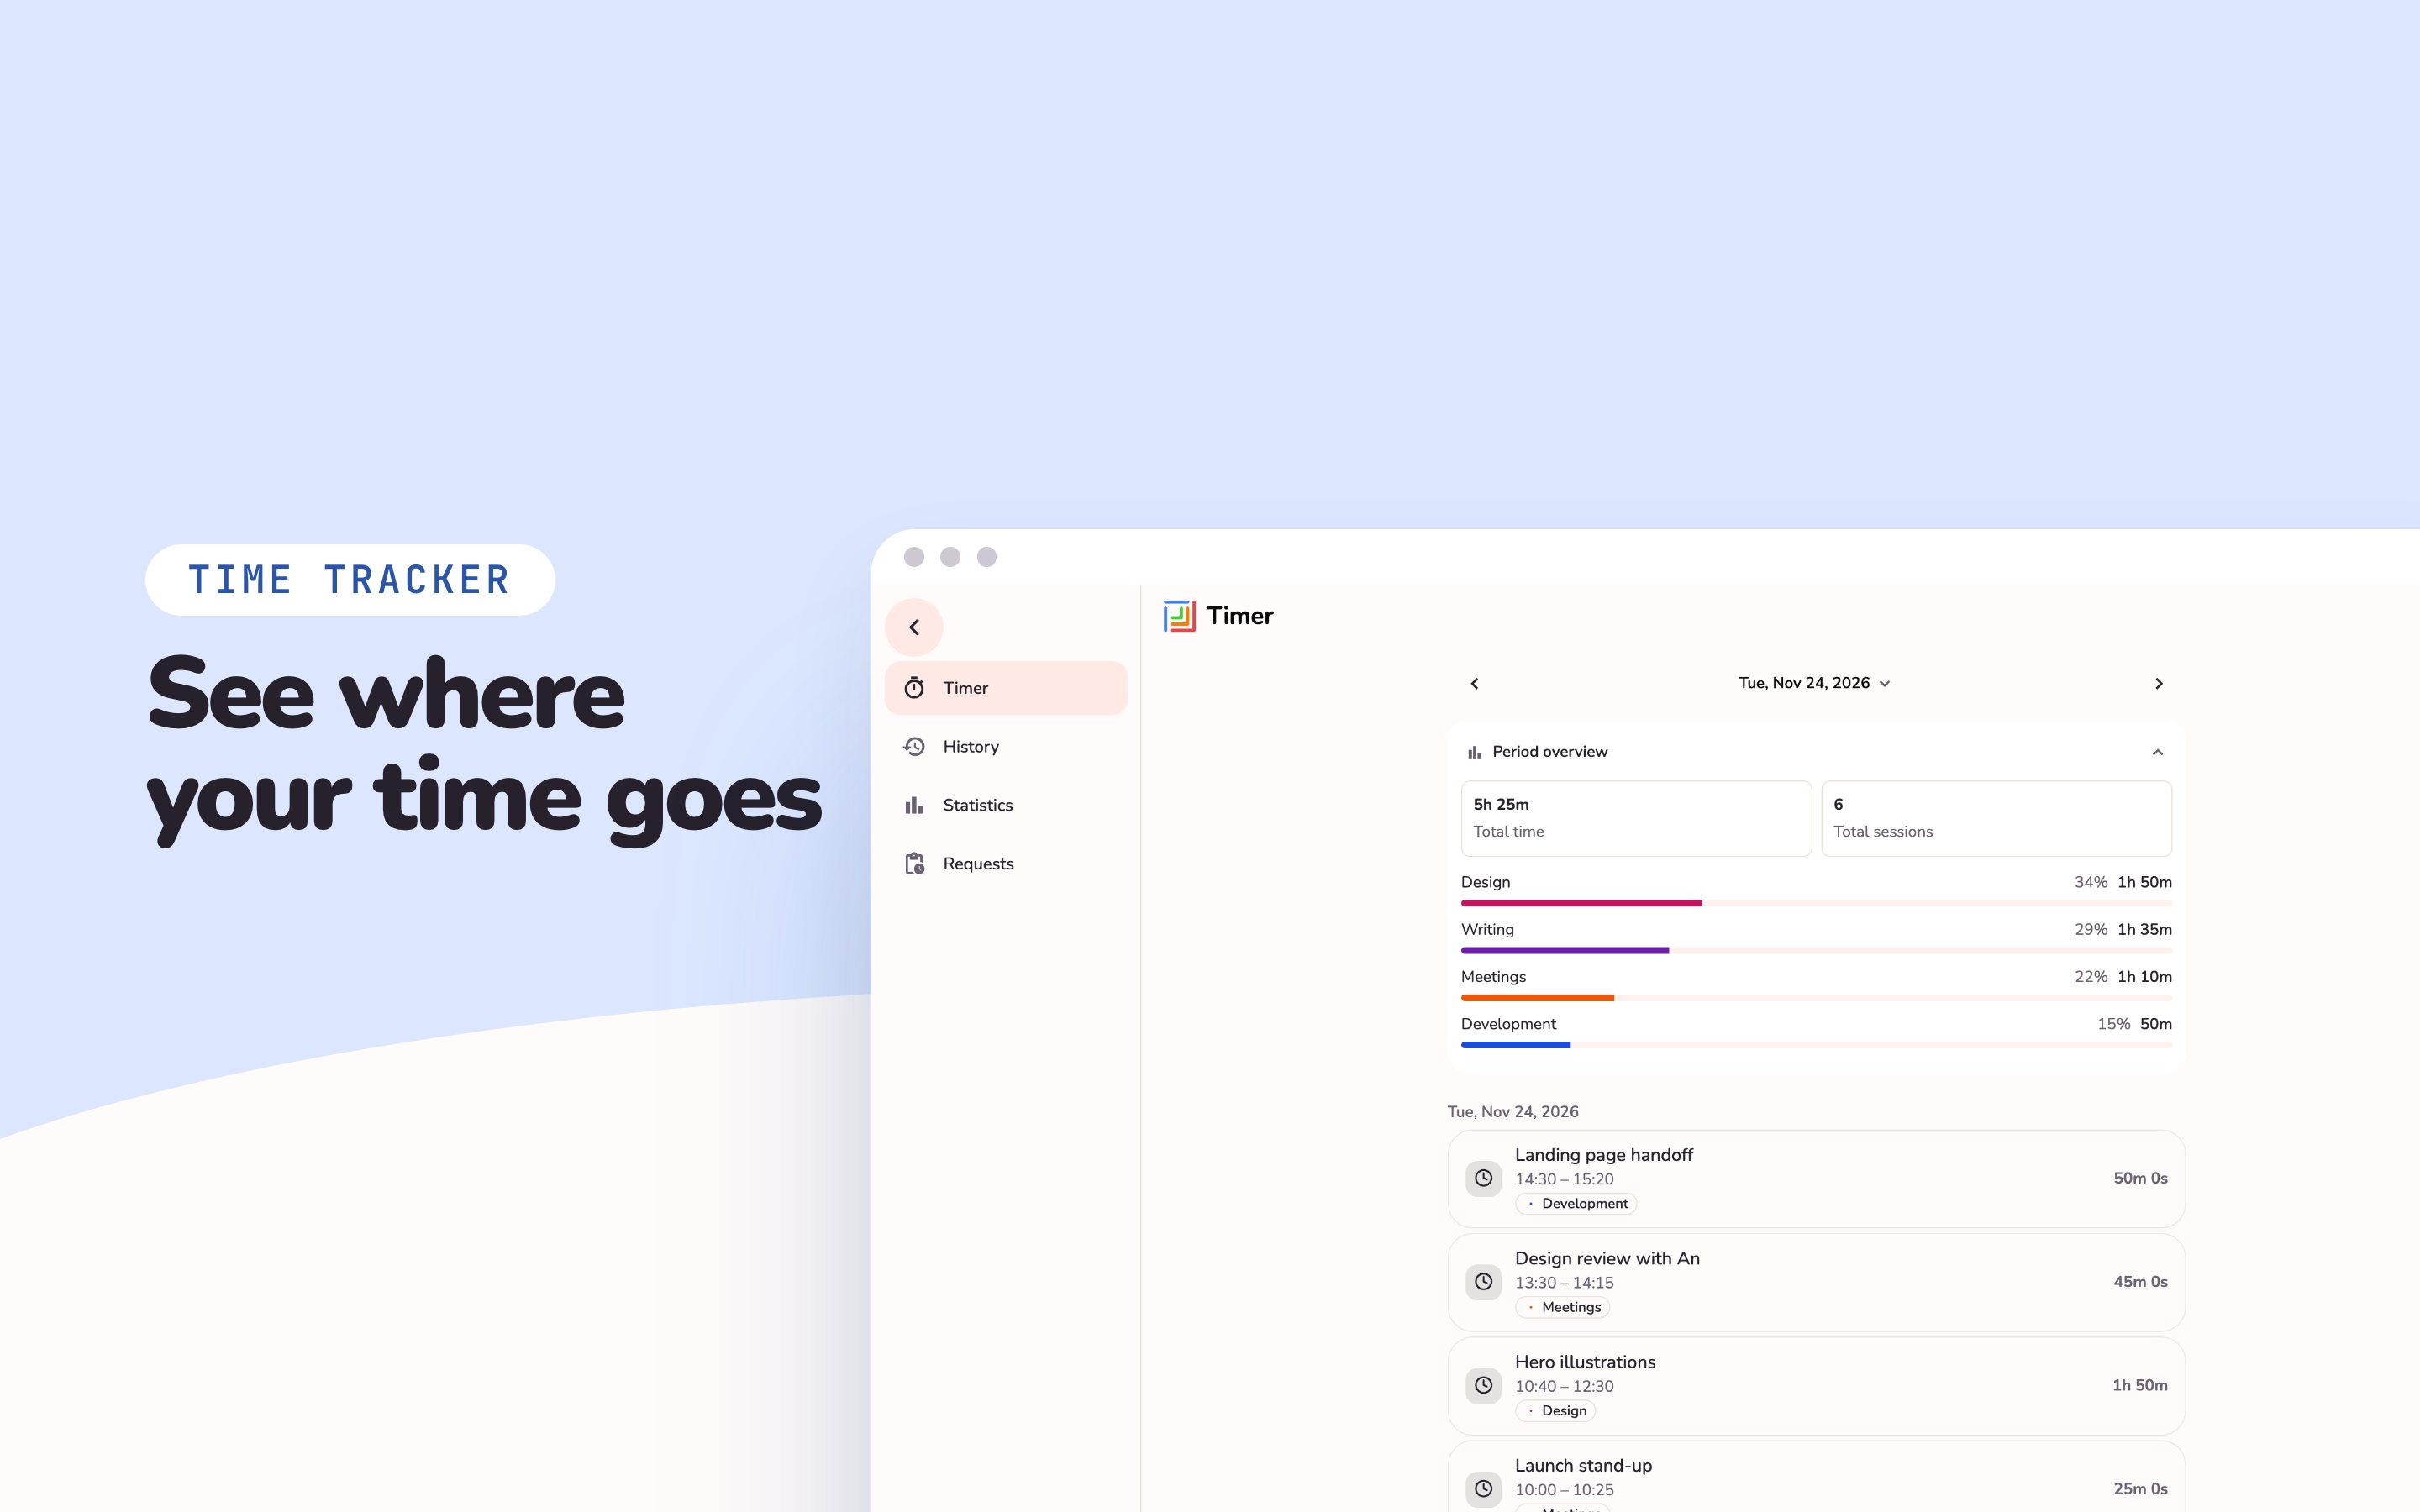 TIME TRACKER
See where
your time goes
Timer
History
Statistics
Requests
Timer
Tue, Nov 24, 2026
Period overview
5h 25m
Total time
6
Total sessions
Design 34% 1h 50m
Writing 29% 1h 35m
Meetings 22% 1h 10m
Development 15% 50m
Tue, Nov 24, 2026
Landing page handoff
14:30 – 15:20
50m 0s
Development
Design review with An
13:30 – 14:15
45m 0s
Meetings
Hero illustrations
10:40 – 12:30
1h 50m
Design
Launch stand-up
10:00 – 10:25
25m 0s